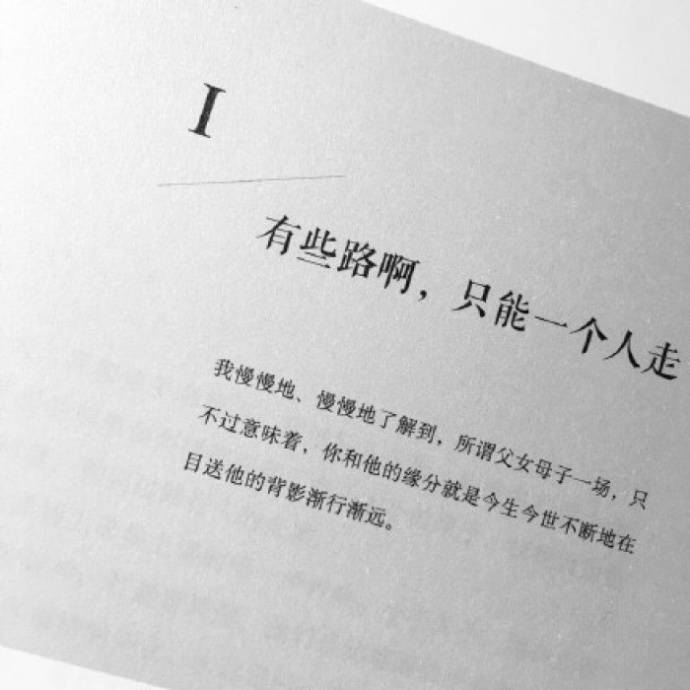 I
有些路啊，只能一个人走
我慢慢地、慢慢地了解到，所谓父女母子一场，只
不过意味着，你和他的缘分就是今生今世不断地在
目送他的背影渐行渐远。